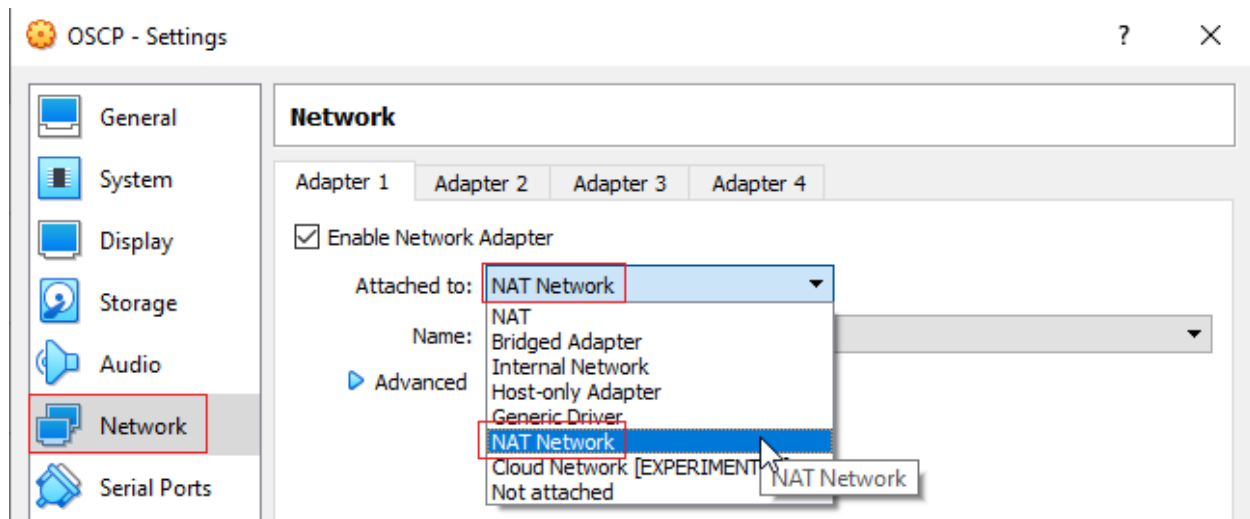 OSCP - Settings ?
General
System
Display
Storage
Audio
Network
Serial Ports
Network
Adapter 1 Adapter 2 Adapter 3 Adapter 4
Enable Network Adapter
Attached to: NAT Network
Name:
Advanced
NAT
Bridged Adapter
Internal Network
Host-only Adapter
Generic Driver
NAT Network
Cloud Network
Not attached
NAT Network